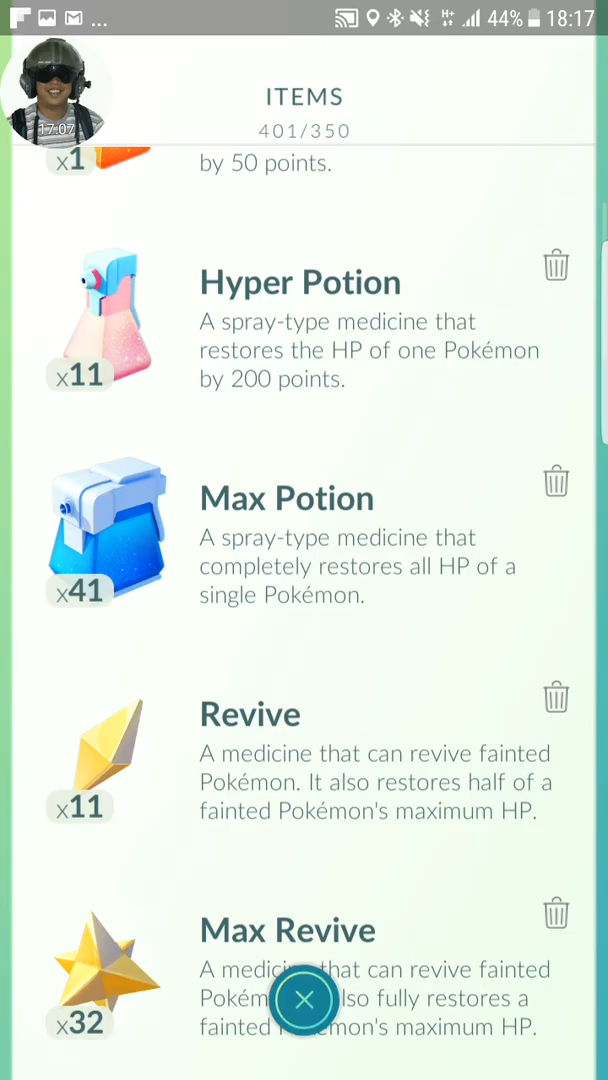 ... 44% 18:17
17:07
ITEMS
401/350
x1
by 50 points.
Hyper Potion
A spray-type medicine that
restores the HP of one Pokémon
by 200 points.
x11
Max Potion
A spray-type medicine that
completely restores all HP of a
single Pokémon.
x41
Revive
A medicine that can revive fainted
Pokémon. It also restores half of a
fainted Pokémon's maximum HP.
x11
Max Revive
A medicine that can revive fainted
Pokém lso fully restores a
fainted Pokémon's maximum HP.
x32